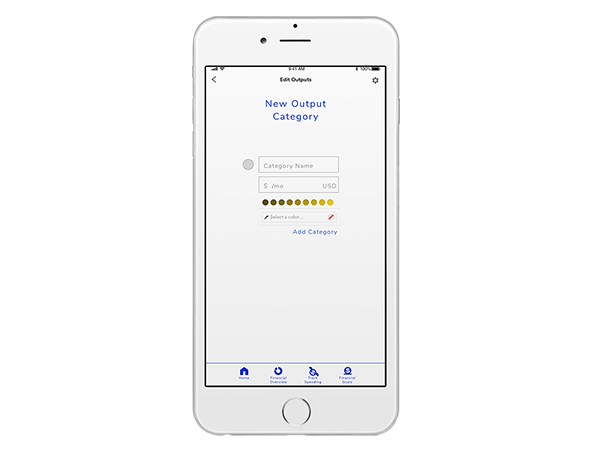 9:41 AM 100%
Edit Outputs
New Output
Category
Category Name
$ /mo USD
Select a color...
Add Category
Home Financial Overview Track Spending Financial Goals